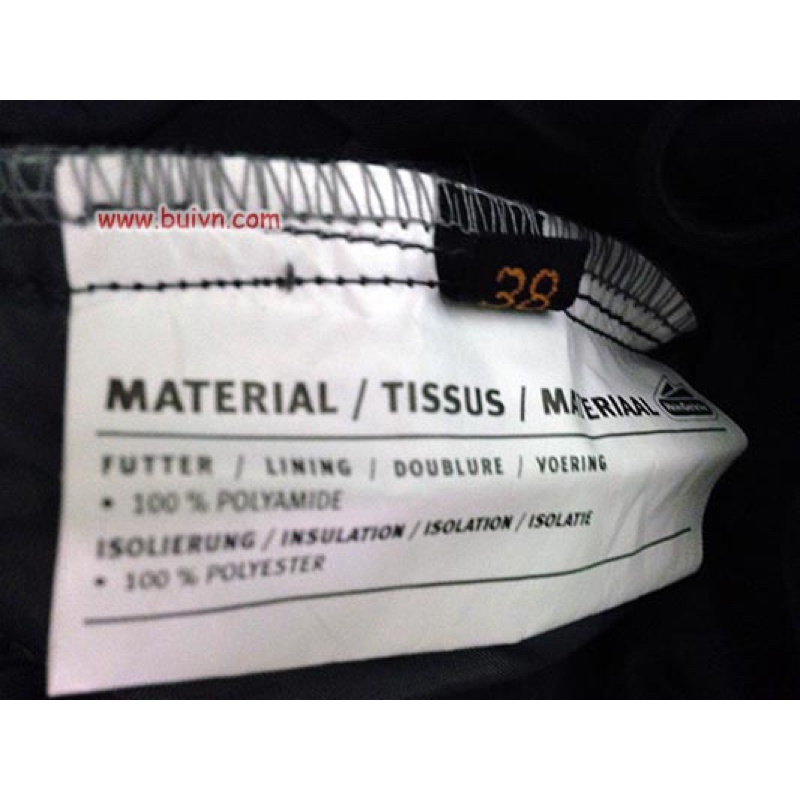 www.buivn.com
38
MATERIAL / TISSUS / MATERIAAL
FUTTER / LINING / DOUBLURE / VOERING
• 100 % POLYAMIDE
ISOLIERUNG / INSULATION / ISOLATION / ISOLATIE
• 100 % POLYESTER